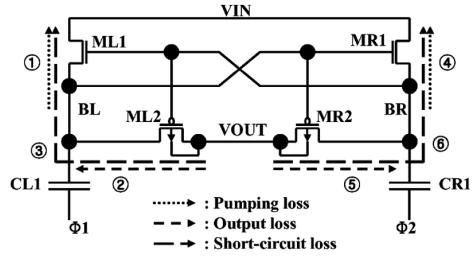 VIN
① ML1 MR1 ④
BL BR
ML2 MR2
③ VOUT ⑥
CL1 ② ⑤ CR1
Φ1 Φ2
: Pumping loss
: Output loss
: Short-circuit loss